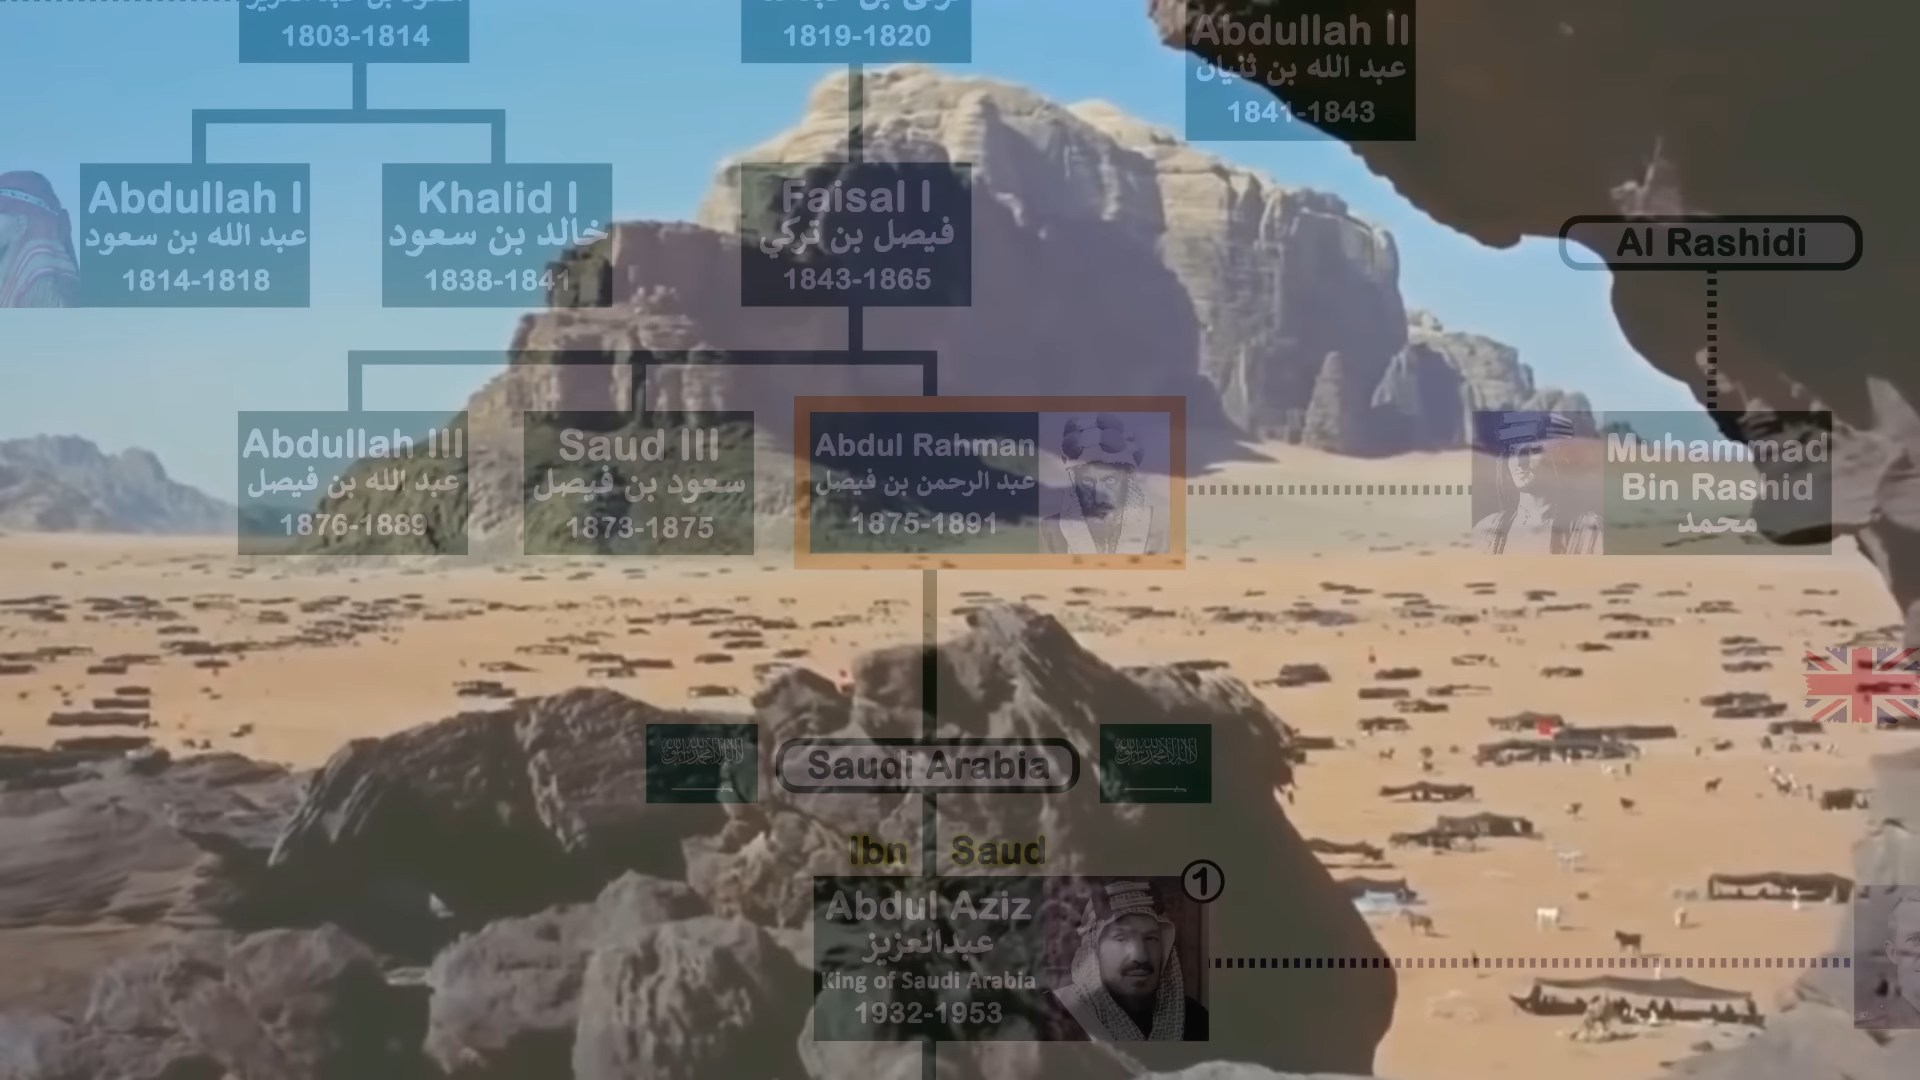 1803-1814
1819-1820
Abdullah II
عبد الله بن ثنيان
1841-1843
Abdullah I
عبد الله بن سعود
1814-1818
Khalid I
خالد بن سعود
1838-1841
Faisal I
فيصل بن تركي
1843-1865
Al Rashidi
Abdullah III
عبد الله بن فيصل
1876-1889
Saud III
سعود بن فيصل
1873-1875
Abdul Rahman
عبد الرحمن بن فيصل
1875-1891
Muhammad
Bin Rashid
محمد
Saudi Arabia
Ibn Saud
1
Abdul Aziz
عبدالعزيز
King of Saudi Arabia
1932-1953